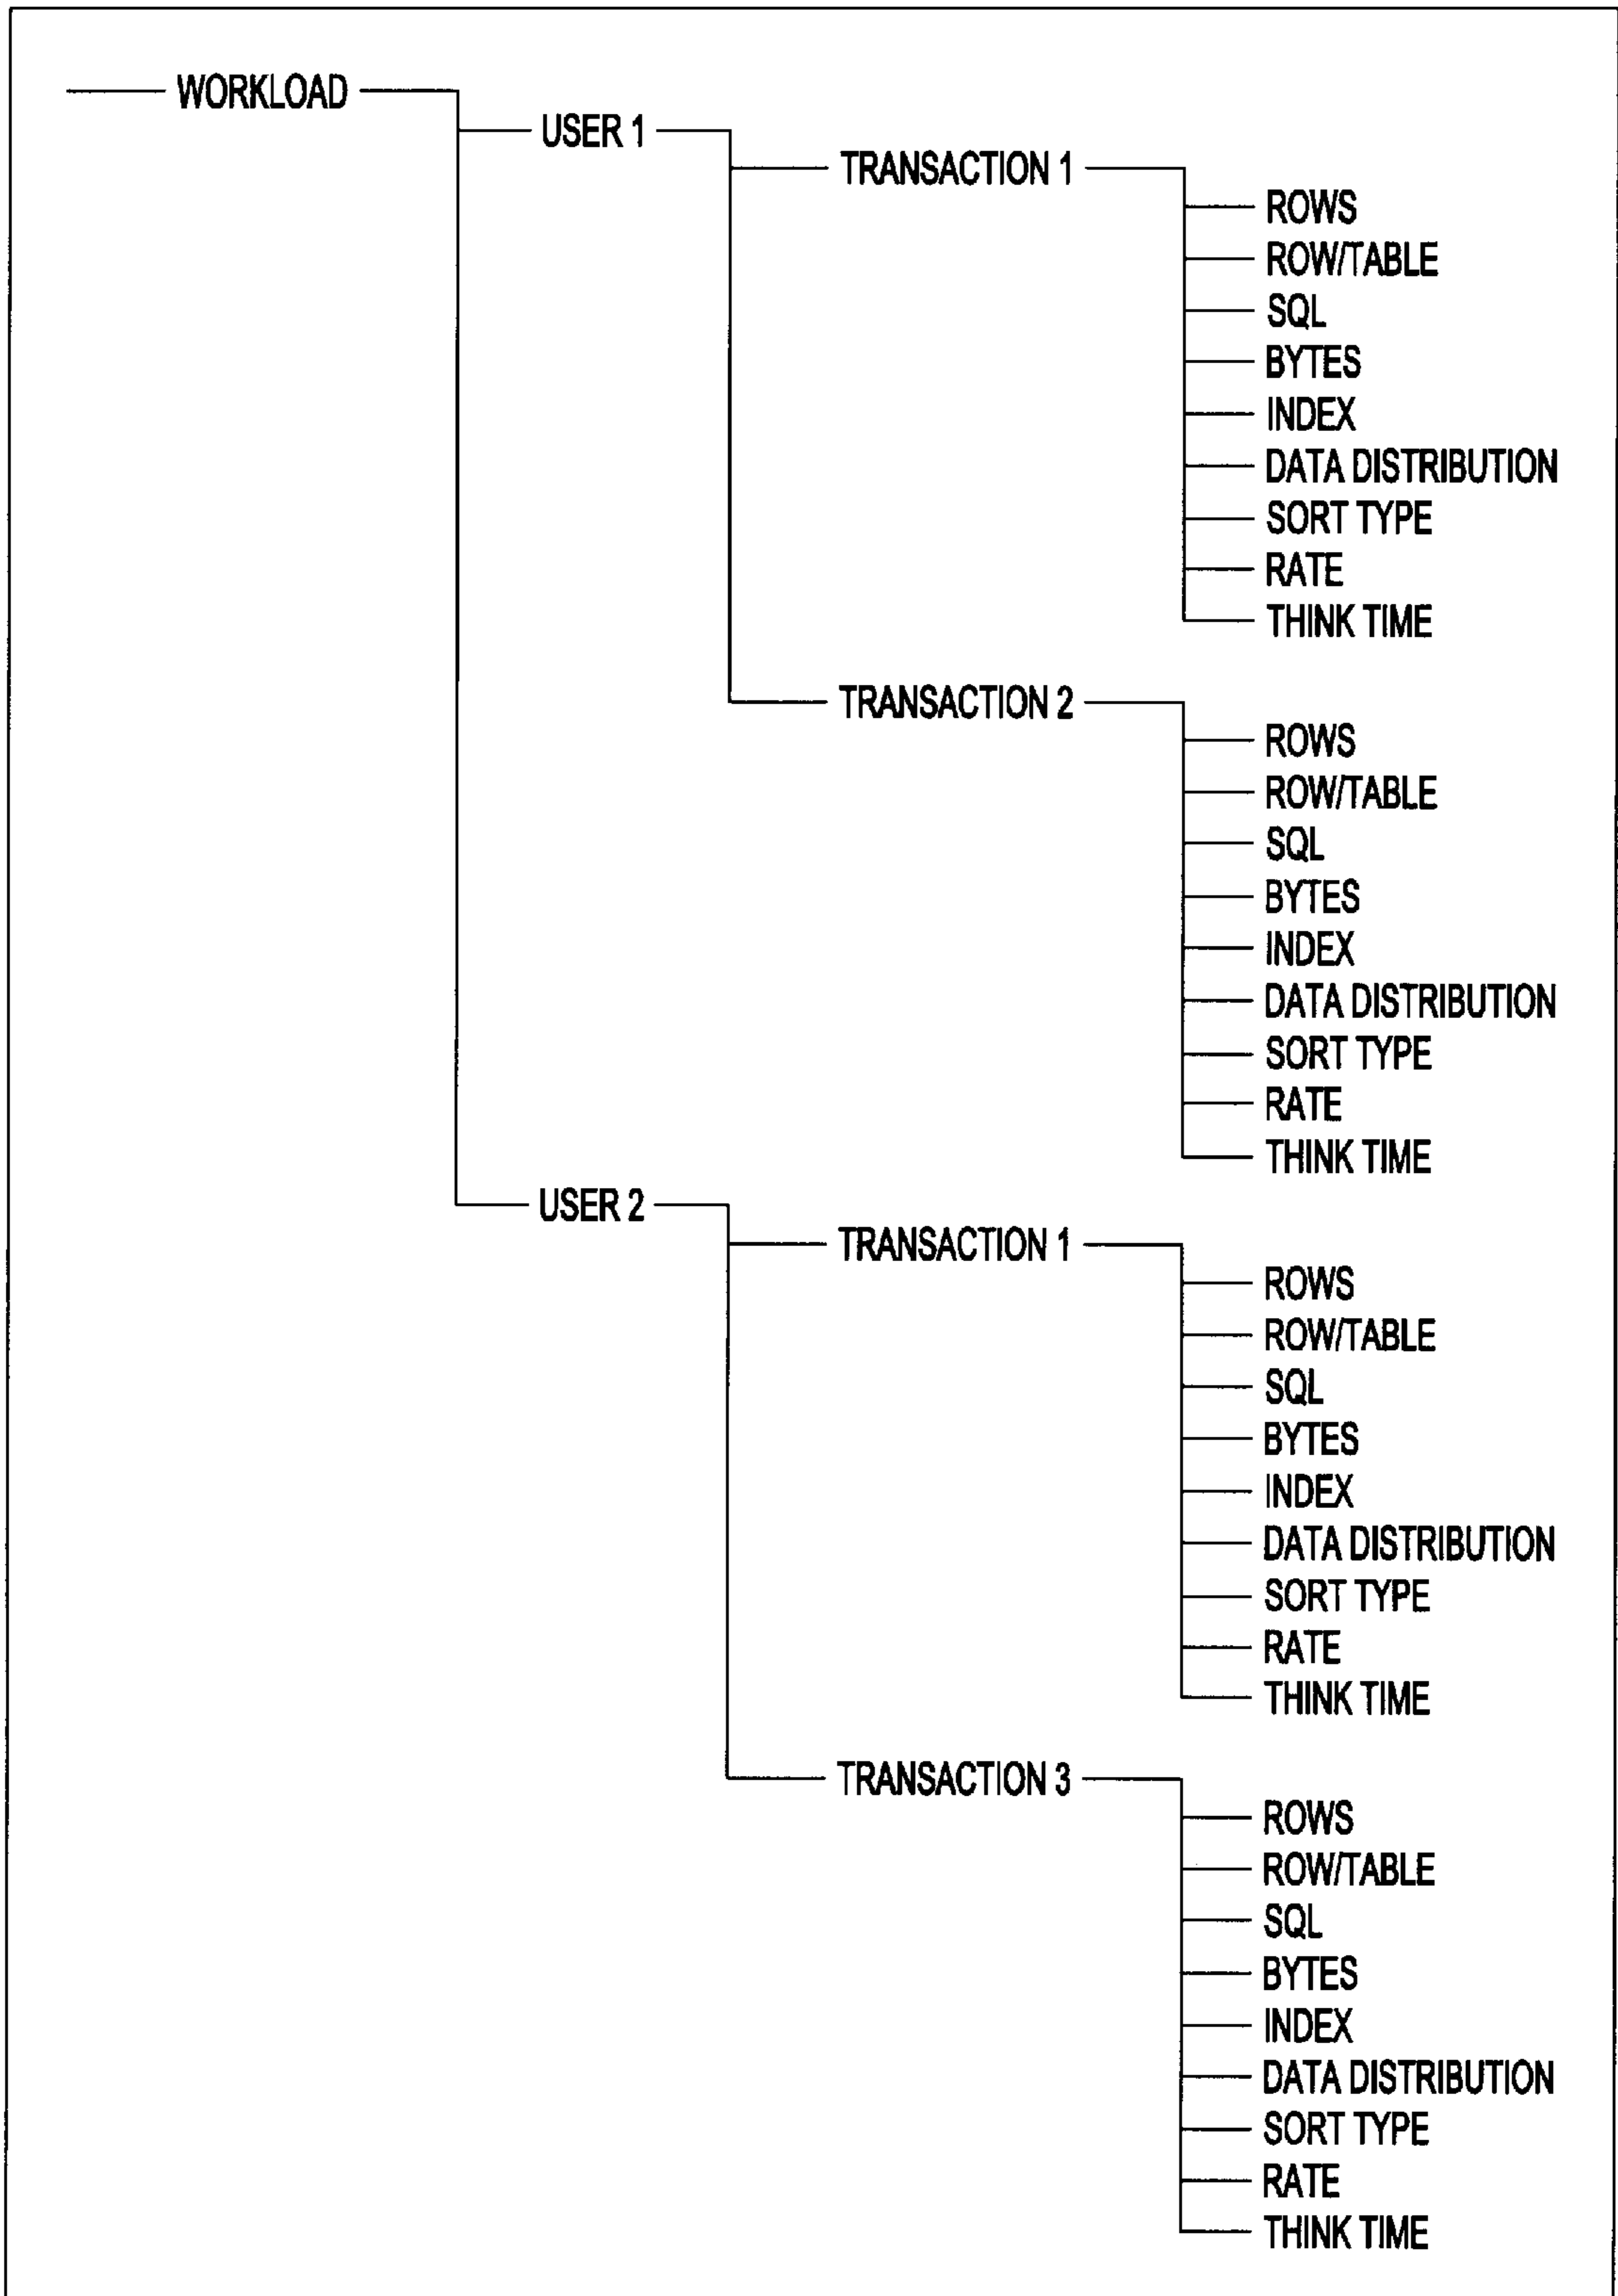 WORKLOAD
USER 1
TRANSACTION 1
ROWS
ROW/TABLE
SQL
BYTES
INDEX
DATA DISTRIBUTION
SORT TYPE
RATE
THINK TIME
TRANSACTION 2
ROWS
ROW/TABLE
SQL
BYTES
INDEX
DATA DISTRIBUTION
SORT TYPE
RATE
THINK TIME
USER 2
TRANSACTION 1
ROWS
ROW/TABLE
SQL
BYTES
INDEX
DATA DISTRIBUTION
SORT TYPE
RATE
THINK TIME
TRANSACTION 3
ROWS
ROW/TABLE
SQL
BYTES
INDEX
DATA DISTRIBUTION
SORT TYPE
RATE
THINK TIME